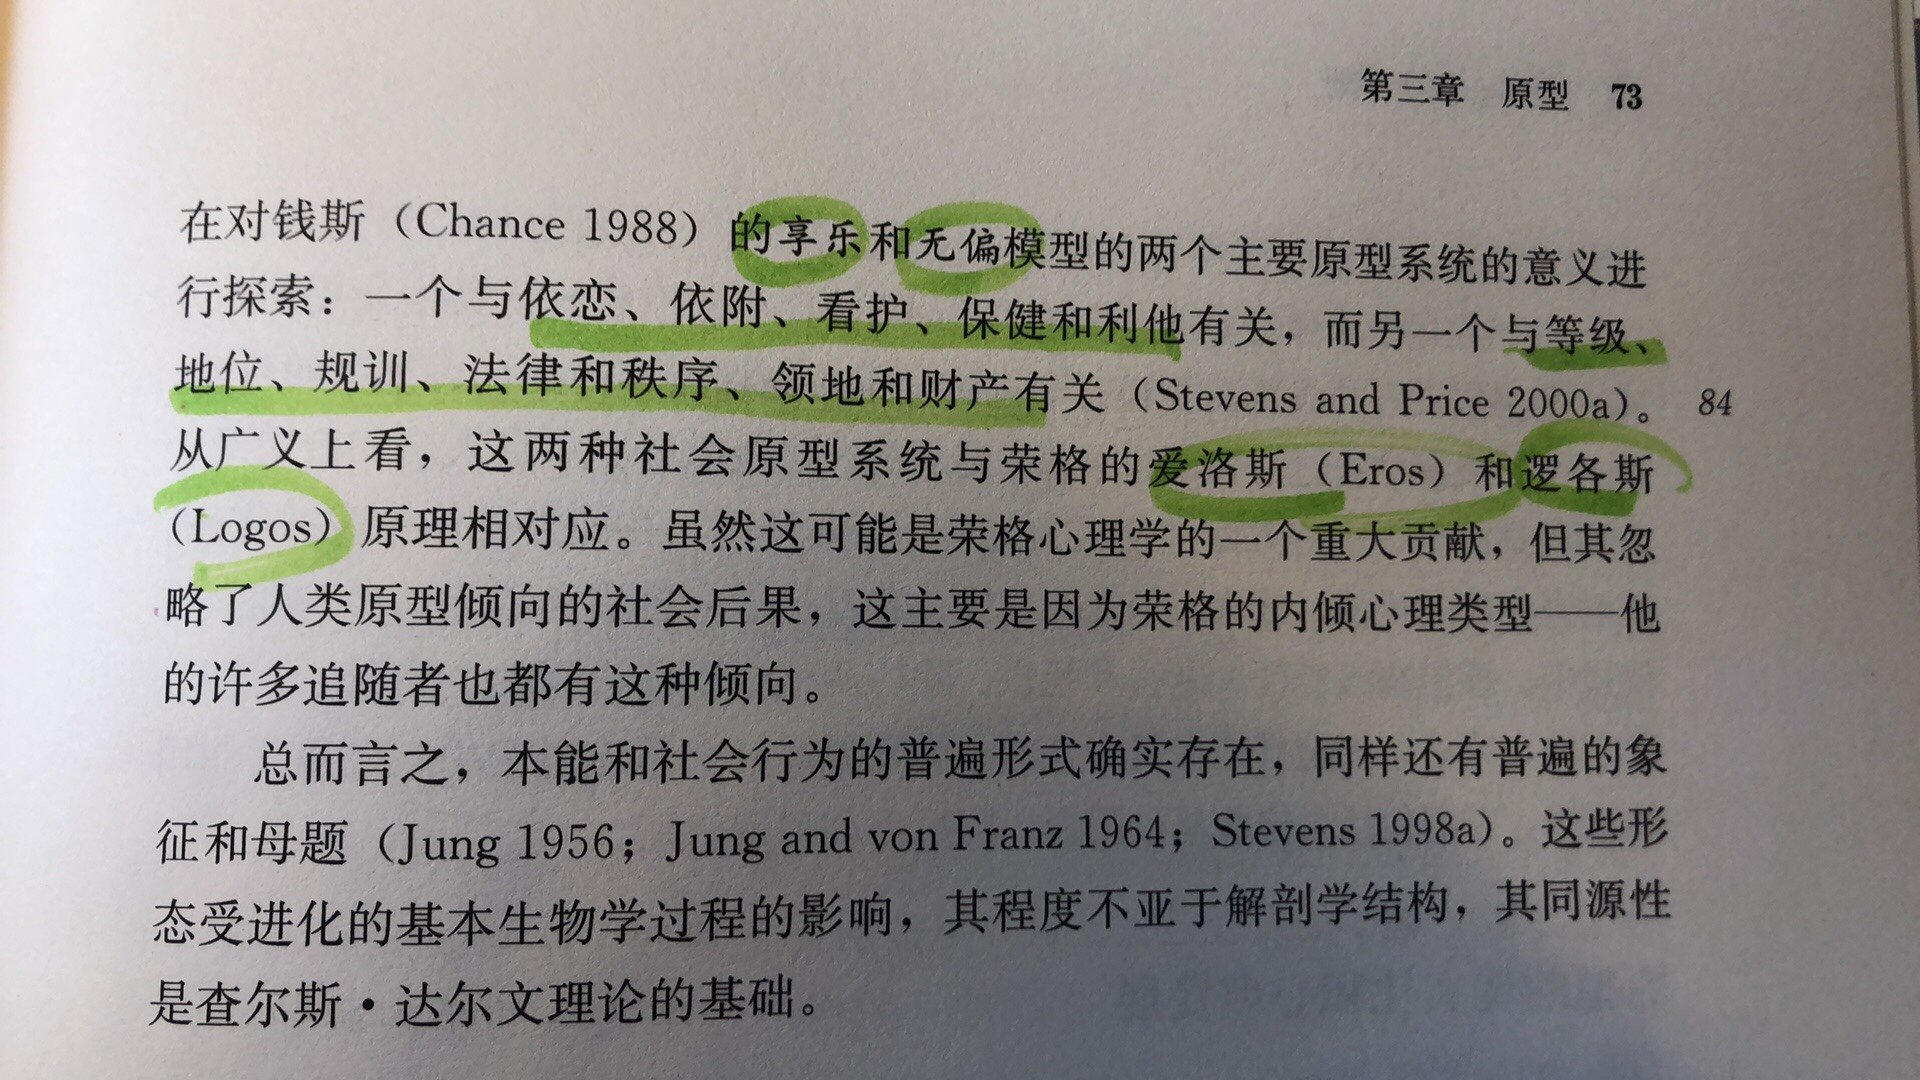 第三章 原型 73
在对钱斯（Chance 1988）的享乐和无偏模型的两个主要原型系统的意义进
行探索：一个与依恋、依附、看护、保健和利他有关，而另一个与等级、
地位、规训、法律和秩序、领地和财产有关（Stevens and Price 2000a）。 84
从广义上看，这两种社会原型系统与荣格的爱洛斯（Eros）和逻各斯
（Logos）原理相对应。虽然这可能是荣格心理学的一个重大贡献，但其忽
略了人类原型倾向的社会后果，这主要是因为荣格的内倾心理类型——他
的许多追随者也都有这种倾向。
总而言之，本能和社会行为的普遍形式确实存在，同样还有普遍的象
征和母题（Jung 1956；Jung and von Franz 1964；Stevens 1998a）。这些形
态受进化的基本生物学过程的影响，其程度不亚于解剖学结构，其同源性
是查尔斯·达尔文理论的基础。